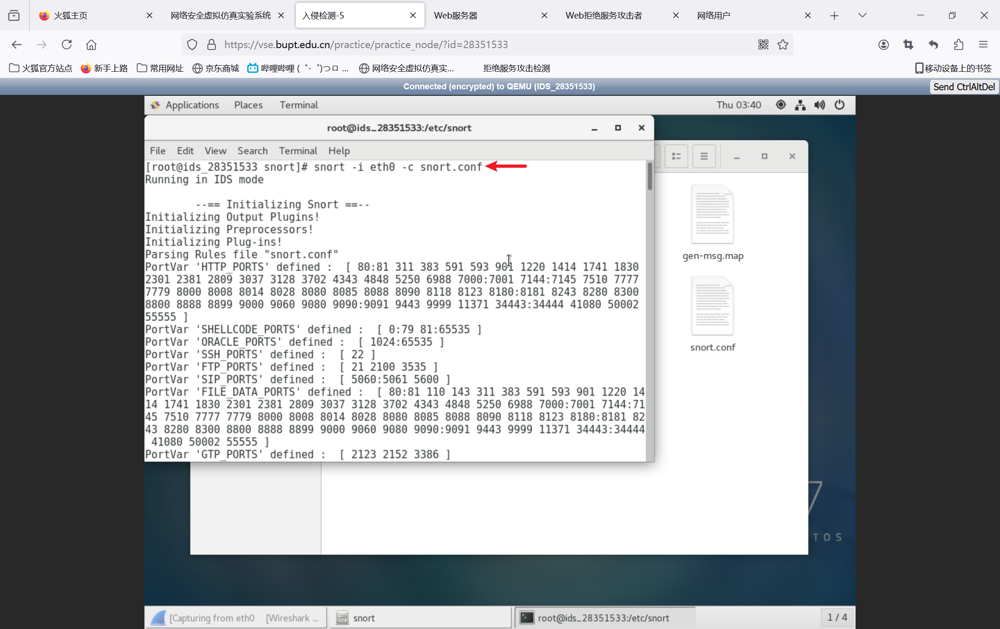 火狐主页
网络安全虚拟仿真实验系统
入侵检测-5
Web服务器
Web拒绝服务攻击者
网络用户
https://vse.bupt.edu.cn/practice/practice_node/?id=28351533
火狐官方站点
新手上路
常用网址
京东商城
哔哩哔哩 ( ゜- ゜)つロ ...
网络安全虚拟仿真实...
拒绝服务攻击检测
移动设备上的书签
Connected (encrypted) to QEMU (IDS_28351533)
Send CtrlAltDel
Applications Places Terminal
Thu 03:40
root@ids_28351533:/etc/snort
File Edit View Search Terminal Help
[root@ids_28351533 snort]# snort -i eth0 -c snort.conf
Running in IDS mode
--== Initializing Snort ==--
Initializing Output Plugins!
Initializing Preprocessors!
Initializing Plug-ins!
Parsing Rules file "snort.conf"
PortVar 'HTTP_PORTS' defined :  [ 80:81 311 383 591 593 901 1220 1414 1741 1830
2301 2381 2809 3037 3128 3702 4343 4848 5250 6988 7000:7001 7144:7145 7510 7777
7779 8000 8008 8014 8028 8080 8085 8088 8090 8118 8123 8180:8181 8243 8280 8300
8800 8888 8899 9000 9060 9080 9090:9091 9443 9999 11371 34443:34444 41080 50002
55555 ]
PortVar 'SHELLCODE_PORTS' defined :  [ 0:79 81:65535 ]
PortVar 'ORACLE_PORTS' defined :  [ 1024:65535 ]
PortVar 'SSH_PORTS' defined :  [ 22 ]
PortVar 'FTP_PORTS' defined :  [ 21 2100 3535 ]
PortVar 'SIP_PORTS' defined :  [ 5060:5061 5600 ]
PortVar 'FILE_DATA_PORTS' defined :  [ 80:81 110 143 311 383 591 593 901 1220 14
14 1741 1830 2301 2381 2809 3037 3128 3702 4343 4848 5250 6988 7000:7001 7144:71
45 7510 7777 7779 8000 8008 8014 8028 8080 8085 8088 8090 8118 8123 8180:8181 82
43 8280 8300 8800 8888 8899 9000 9060 9080 9090:9091 9443 9999 11371 34443:34444
41080 50002 55555 ]
PortVar 'GTP_PORTS' defined :  [ 2123 2152 3386 ]
gen-msg.map
snort.conf
7
TOS
[Capturing from eth0 [Wireshark ...
snort
root@ids_28351533:/etc/snort
1 / 4